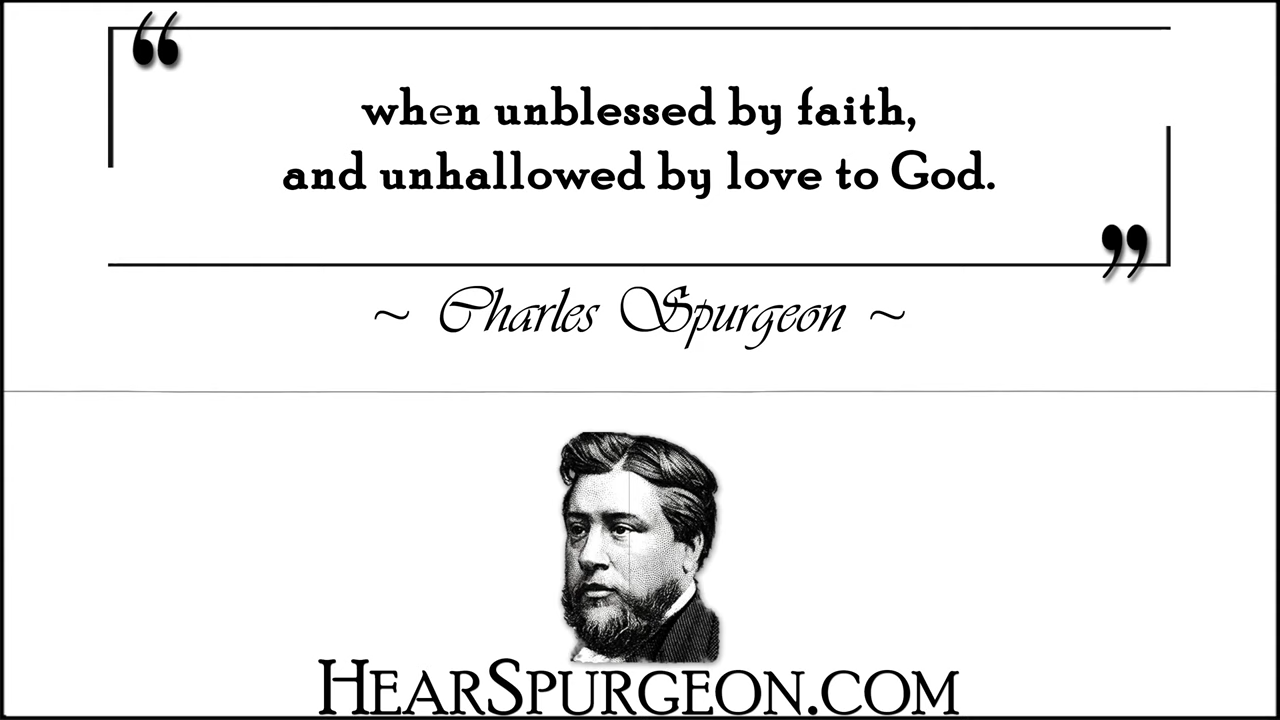 “
when unblessed by faith,
and unhallowed by love to God.
”
~ Charles Spurgeon ~
HearSpurgeon.com